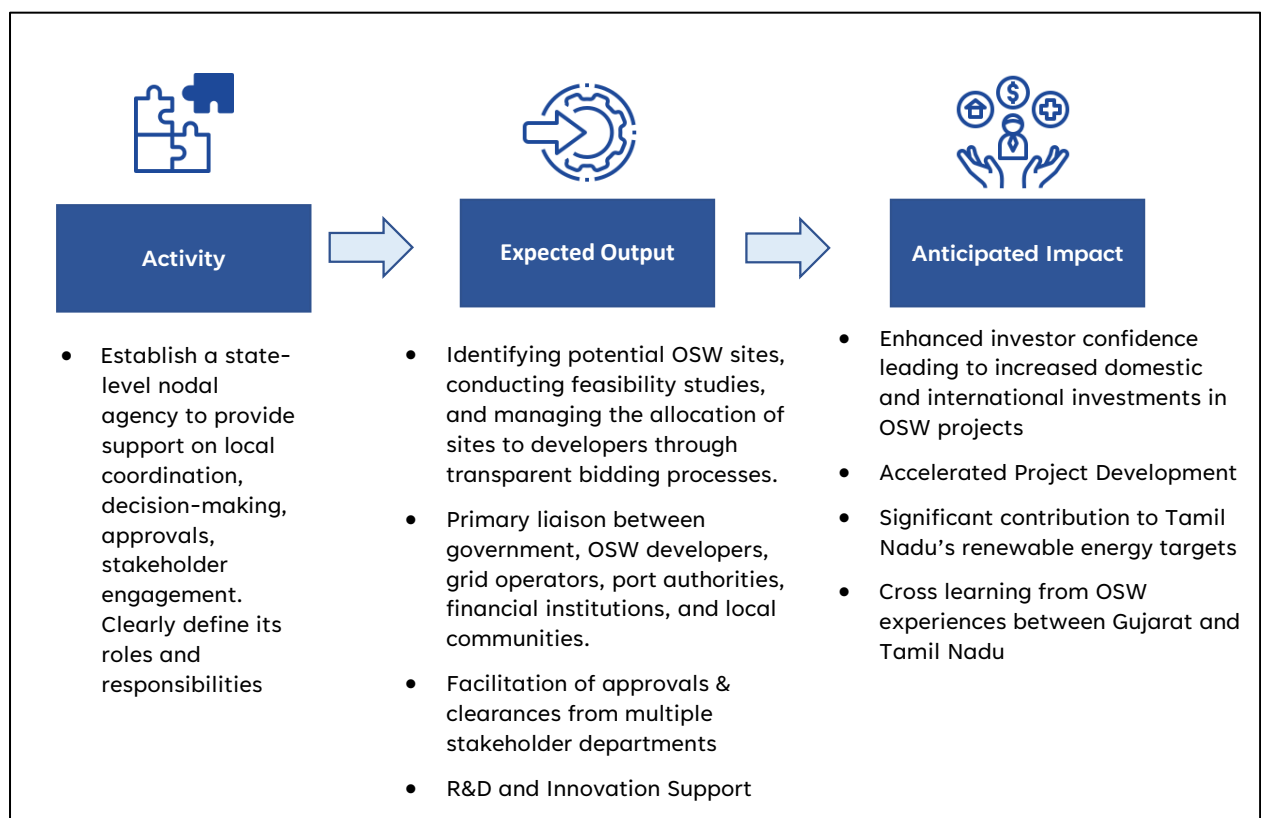 $
Activity
Expected Output
Anticipated Impact
• Establish a state-
level nodal
agency to provide
support on local
coordination,
decision-making,
approvals,
stakeholder
engagement.
Clearly define its
roles and
responsibilities
• Identifying potential OSW sites,
conducting feasibility studies,
and managing the allocation of
sites to developers through
transparent bidding processes.
• Primary liaison between
government, OSW developers,
grid operators, port authorities,
financial institutions, and local
communities.
• Facilitation of approvals &
clearances from multiple
stakeholder departments
• R&D and Innovation Support
• Enhanced investor confidence
leading to increased domestic
and international investments in
OSW projects
• Accelerated Project Development
• Significant contribution to Tamil
Nadu’s renewable energy targets
• Cross learning from OSW
experiences between Gujarat and
Tamil Nadu